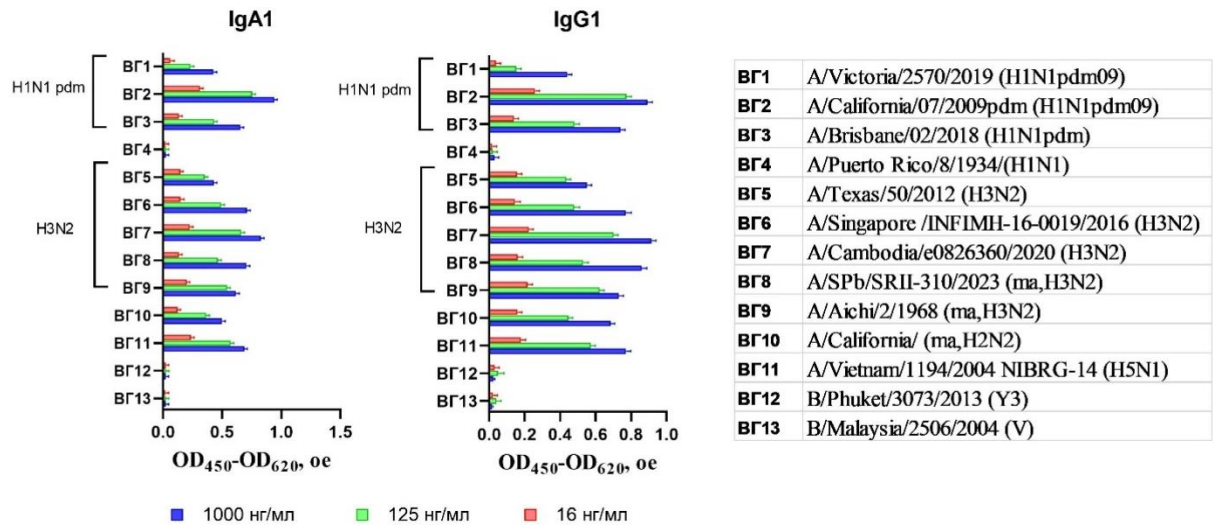 IgA1
H1N1 pdm
H3N2
ВГ1
ВГ2
ВГ3
ВГ4
ВГ5
ВГ6
ВГ7
ВГ8
ВГ9
ВГ10
ВГ11
ВГ12
ВГ13
0.0 0.5 1.0 1.5
OD450-OD620, oe
IgG1
H1N1 pdm
H3N2
ВГ1
ВГ2
ВГ3
ВГ4
ВГ5
ВГ6
ВГ7
ВГ8
ВГ9
ВГ10
ВГ11
ВГ12
ВГ13
0.0 0.2 0.4 0.6 0.8 1.0
OD450-OD620, oe
1000 нг/мл 125 нг/мл 16 нг/мл
ВГ1 A/Victoria/2570/2019 (H1N1pdm09)
ВГ2 A/California/07/2009pdm (H1N1pdm09)
ВГ3 A/Brisbane/02/2018 (H1N1pdm)
ВГ4 A/Puerto Rico/8/1934/(H1N1)
ВГ5 A/Texas/50/2012 (H3N2)
ВГ6 A/Singapore /INFIMH-16-0019/2016 (H3N2)
ВГ7 A/Cambodia/e0826360/2020 (H3N2)
ВГ8 A/SPb/SRII-310/2023 (ma,H3N2)
ВГ9 A/Aichi/2/1968 (ma,H3N2)
ВГ10 A/California/ (ma,H2N2)
ВГ11 A/Vietnam/1194/2004 NIBRG-14 (H5N1)
ВГ12 B/Phuket/3073/2013 (Y3)
ВГ13 B/Malaysia/2506/2004 (V)